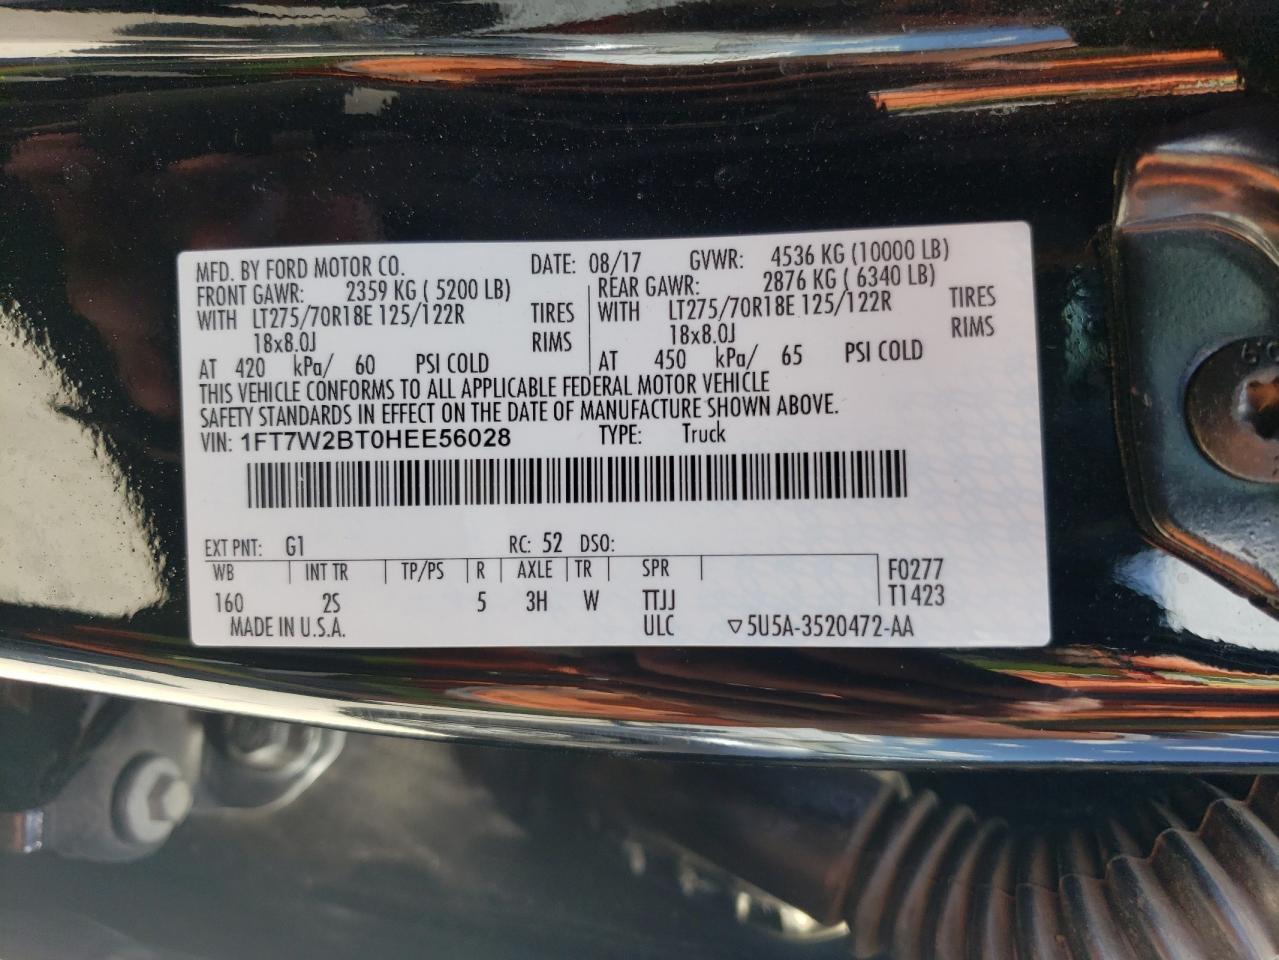 MFD. BY FORD MOTOR CO. DATE: 08/17 GVWR: 4536 KG (10000 LB)
FRONT GAWR: 2359 KG ( 5200 LB) REAR GAWR: 2876 KG ( 6340 LB)
WITH LT275/70R18E 125/122R TIRES WITH LT275/70R18E 125/122R TIRES
18x8.0J RIMS 18x8.0J RIMS
AT 420 kPa/ 60 PSI COLD AT 450 kPa/ 65 PSI COLD
THIS VEHICLE CONFORMS TO ALL APPLICABLE FEDERAL MOTOR VEHICLE
SAFETY STANDARDS IN EFFECT ON THE DATE OF MANUFACTURE SHOWN ABOVE.
VIN: 1FT7W2BT0HEE56028 TYPE: Truck
EXT PNT: G1 RC: 52 DSO:
WB INT TR TP/PS R AXLE TR SPR F0277
160 2S 5 3H W TTJJ T1423
MADE IN U.S.A. ULC ▽5U5A-3520472-AA